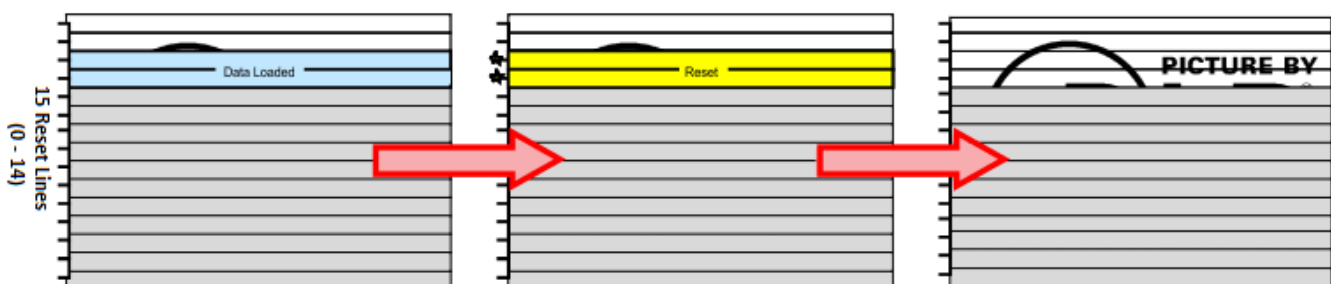 15 Reset Lines
(0 - 14)
Data Loaded
* *
Reset
PICTURE BY